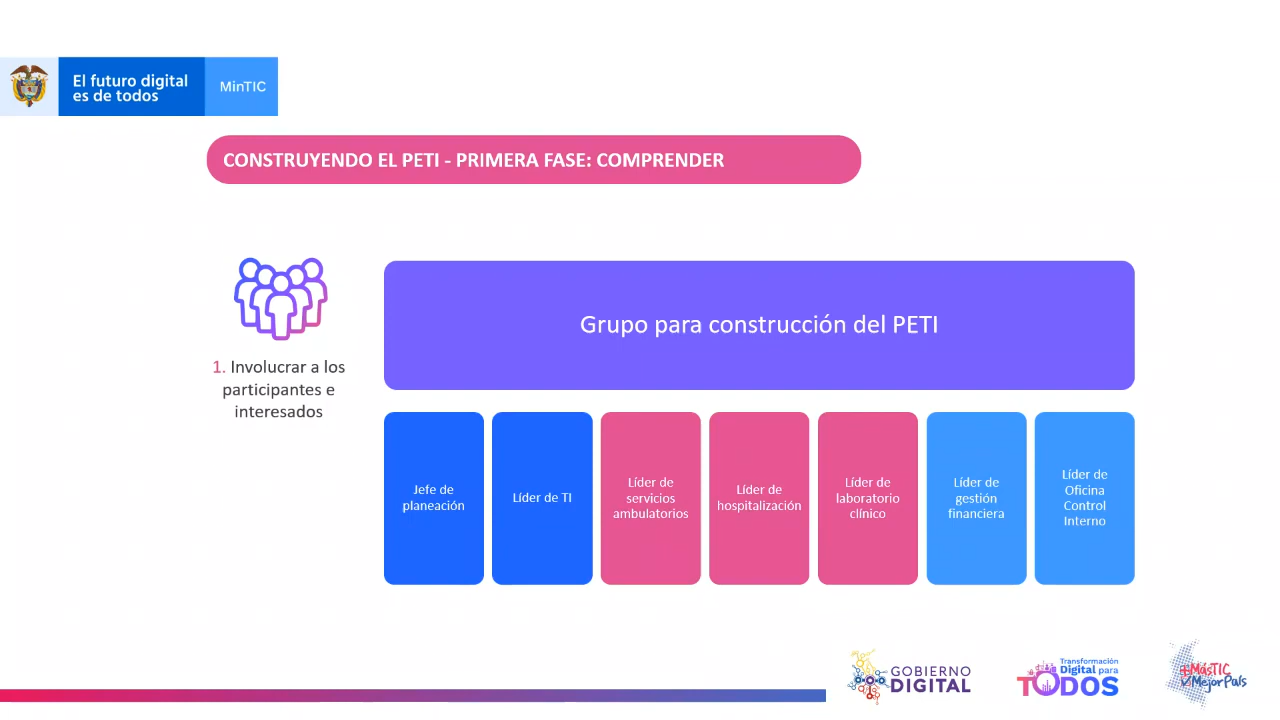 El futuro digital
es de todos
MinTIC
CONSTRUYENDO EL PETI - PRIMERA FASE: COMPRENDER
Grupo para construcción del PETI
1. Involucrar a los
participantes e
interesados
Jefe de
planeación
Líder de TI
Líder de
servicios
ambulatorios
Líder de
hospitalización
Líder de
laboratorio
clínico
Líder de
gestión
financiera
Líder de
Oficina
Control
Interno
GOBIERNO
DIGITAL
Transformación
Digital para
TODOS
+MásTIC
MejorPaís